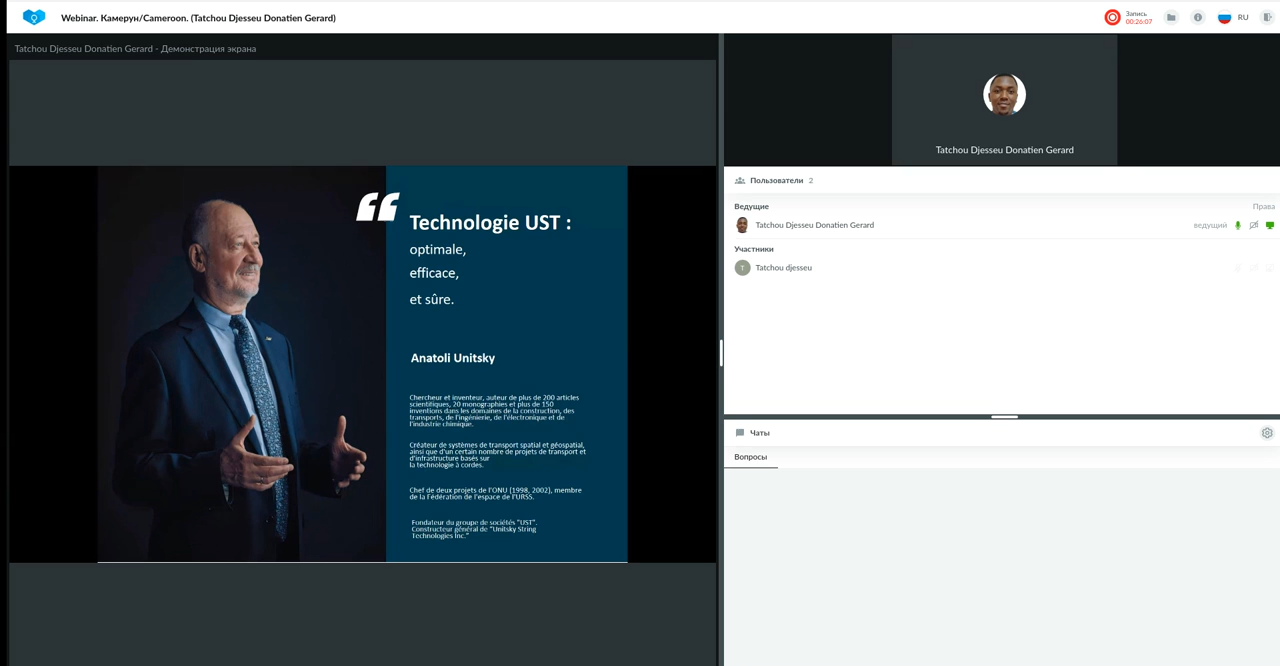 Webinar. Камерун/Cameroon. (Tatchou Djesseu Donatien Gerard)
Запись
00:26:07
RU
Tatchou Djesseu Donatien Gerard - Демонстрация экрана
Technologie UST :
optimale,
efficace,
et sûre.
Anatoli Unitsky
Chercheur et inventeur, auteur de plus de 200 articles
scientifiques, 20 monographies et plus de 150
inventions dans les domaines de la construction, des
transports, de l'ingénierie, de l'électronique et de
l'industrie chimique.
Créateur de systèmes de transport spatial et géospatial,
ainsi que d'un certain nombre de projets de transport et
d'infrastructure basés sur
la technologie à cordes.
Chef de deux projets de l'ONU (1998, 2002), membre
de la Fédération de l'espace de l'URSS.
Fondateur du groupe de sociétés "UST".
Constructeur général de "Unitsky String
Technologies Inc."
Tatchou Djesseu Donatien Gerard
Пользователи 2
Ведущие Права
Tatchou Djesseu Donatien Gerard ведущий
Участники
T Tatchou djesseu
Чаты
Вопросы